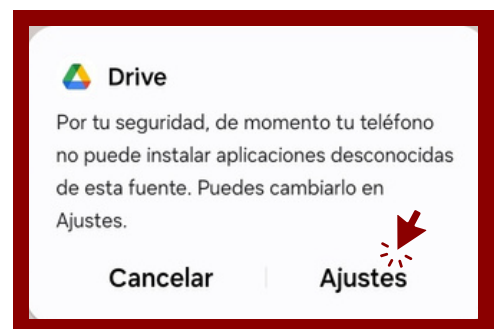 Drive
Por tu seguridad, de momento tu teléfono
no puede instalar aplicaciones desconocidas
de esta fuente. Puedes cambiarlo en
Ajustes.
Cancelar
Ajustes